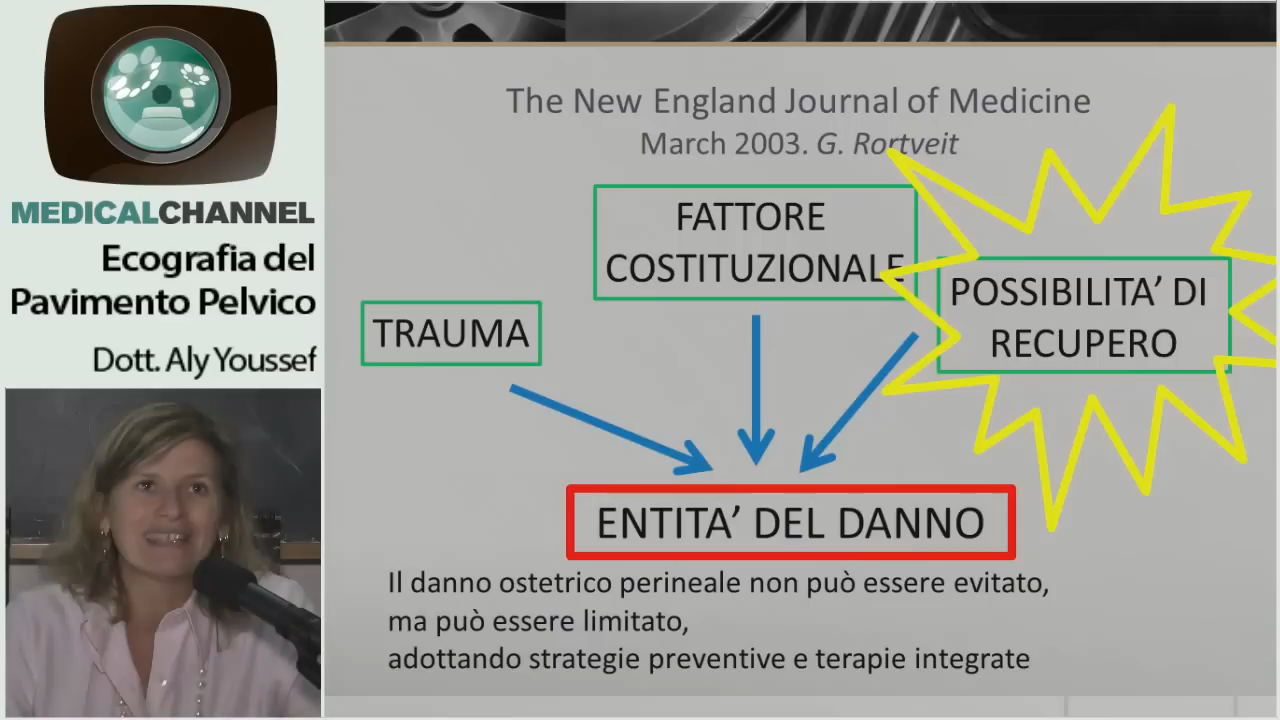 MEDICALCHANNEL
Ecografia del
Pavimento Pelvico
Dott. Aly Youssef
The New England Journal of Medicine
March 2003. G. Rortveit
FATTORE
COSTITUZIONALE
POSSIBILITA’ DI
RECUPERO
TRAUMA
ENTITA’ DEL DANNO
Il danno ostetrico perineale non può essere evitato,
ma può essere limitato,
adottando strategie preventive e terapie integrate